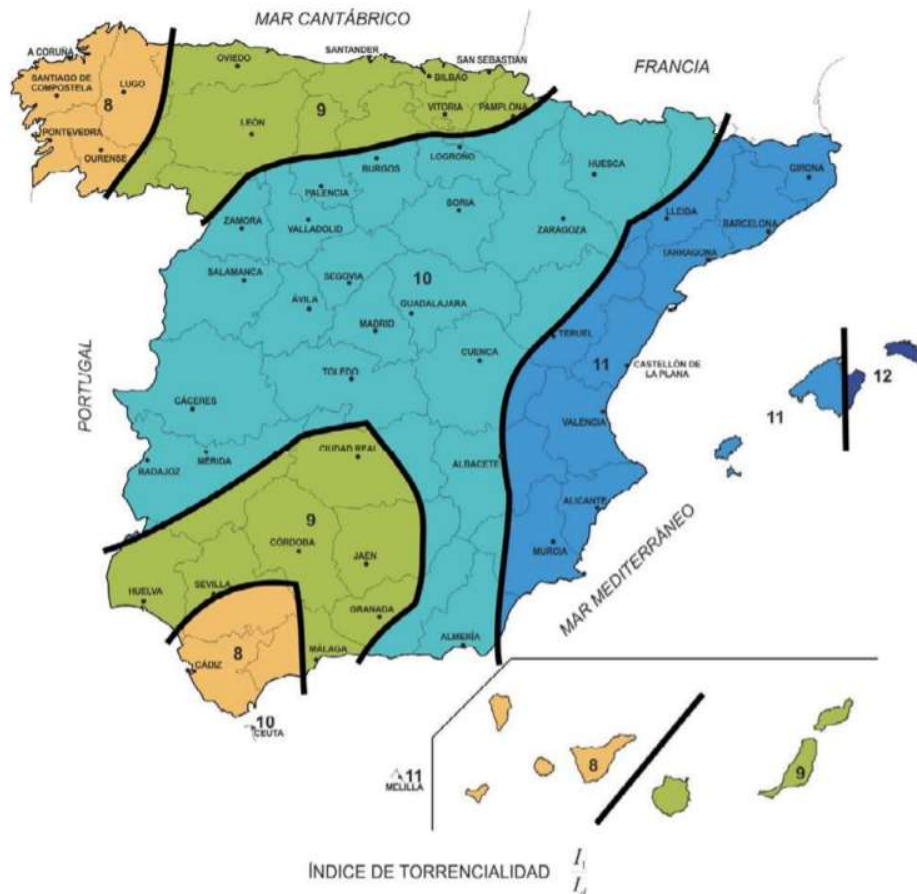 MAR CANTÁBRICO
A CORUÑA
SANTIAGO DE
COMPOSTELA
LUGO
8
PONTEVEDRA
OURENSE
OVIEDO
SANTANDER
SAN SEBASTIÁN
BILBAO
FRANCIA
9
LEÓN
VITORIA
PAMPLONA
LOGROÑO
BURGOS
PALENCIA
HUESCA
GIRONA
ZAMORA
VALLADOLID
SORIA
ZARAGOZA
LLEIDA
BARCELONA
TARRAGONA
SALAMANCA
SEGOVIA
10
ÁVILA
GUADALAJARA
MADRID
TERUEL
CUENCA
11
CASTELLÓN DE
LA PLANA
12
TOLEDO
PORTUGAL
CÁCERES
VALENCIA
11
MÉRIDA
BADAJOZ
CIUDAD REAL
ALBACETE
ALICANTE
MURCIA
MAR MEDITERRÁNEO
9
CÓRDOBA
JAÉN
HUELVA
SEVILLA
GRANADA
8
CÁDIZ
MÁLAGA
ALMERÍA
10
CEUTA
11
MELILLA
8
9
ÍNDICE DE TORRENCIALIDAD I₁/I_d